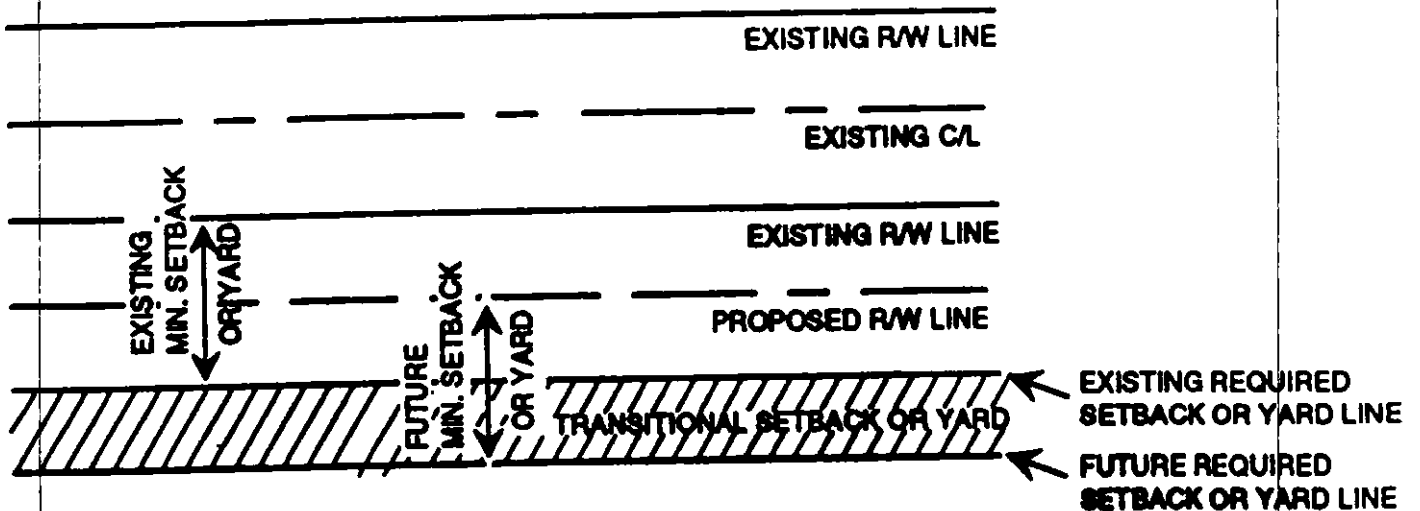 EXISTING R/W LINE
EXISTING C/L
EXISTING R/W LINE
EXISTING
MIN. SETBACK
OR YARD
PROPOSED R/W LINE
FUTURE
MIN. SETBACK
OR YARD
TRANSITIONAL SETBACK OR YARD
EXISTING REQUIRED
SETBACK OR YARD LINE
FUTURE REQUIRED
SETBACK OR YARD LINE